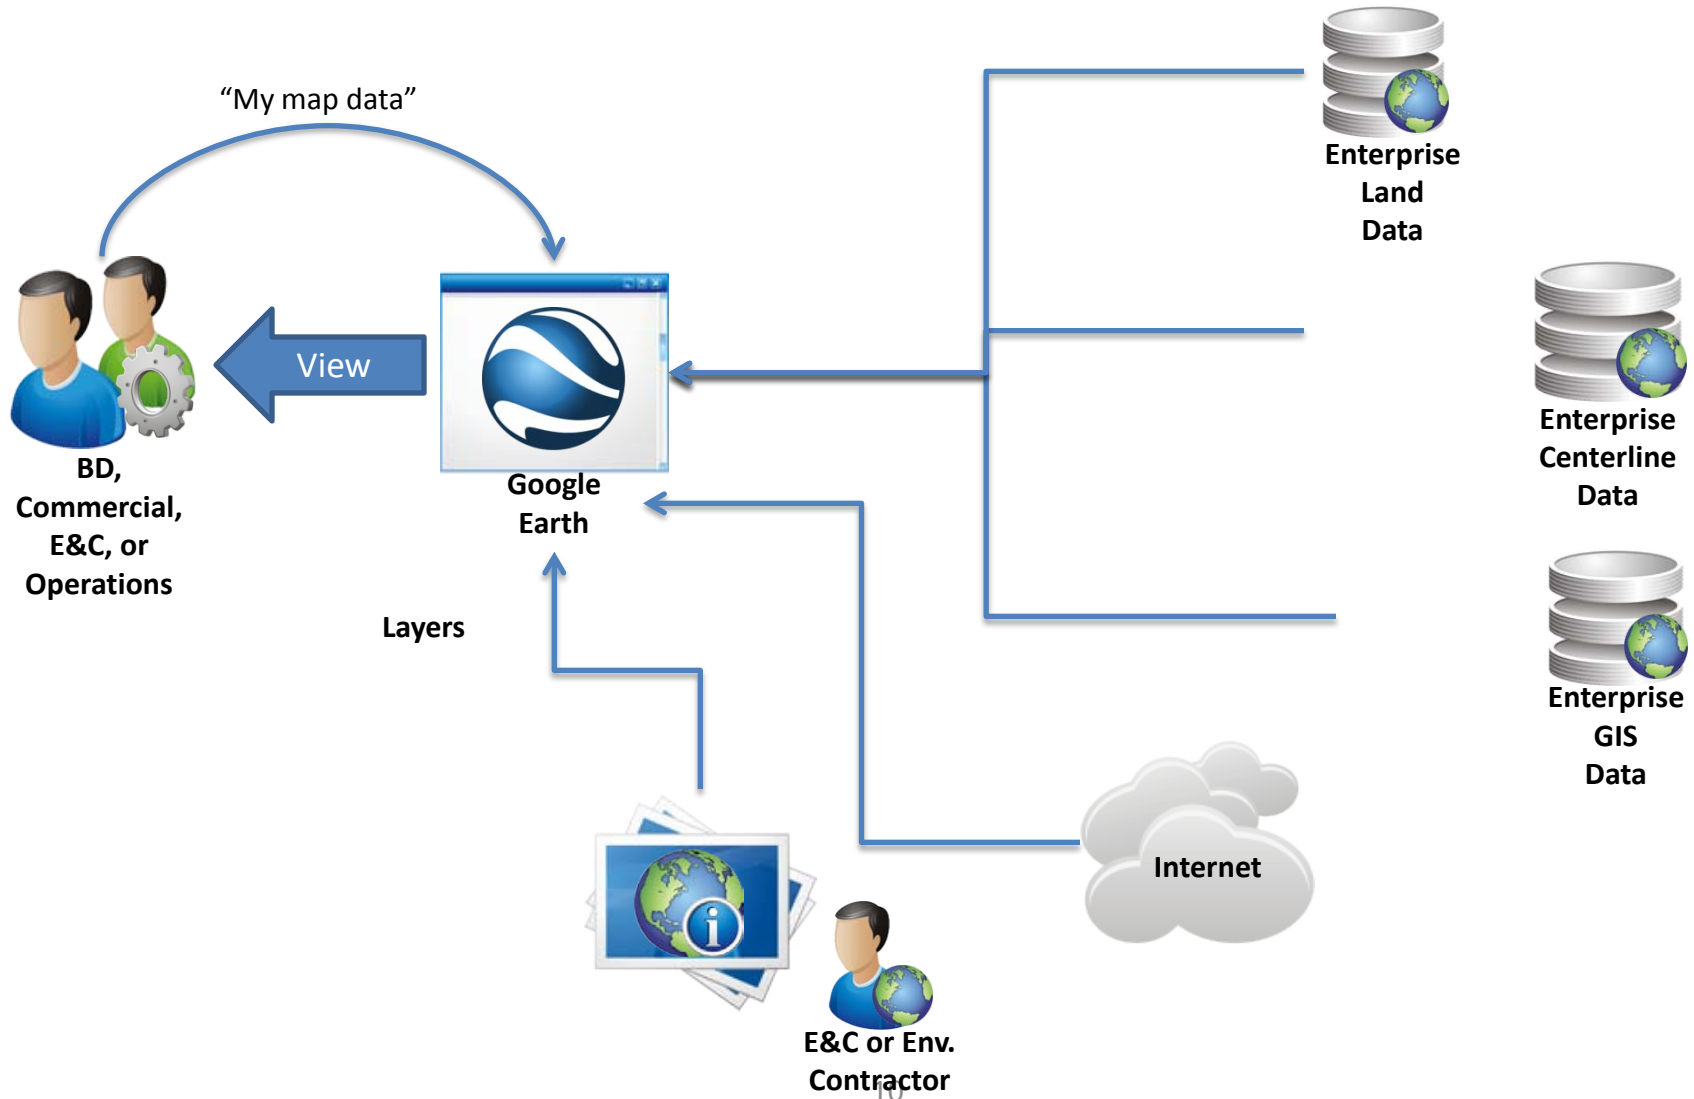 “My map data”
Enterprise
Land
Data
View
Enterprise
Centerline
Data
BD,
Commercial,
E&C, or
Operations
Google
Earth
Layers
Enterprise
GIS
Data
Internet
i
E&C or Env.
Contractor
10